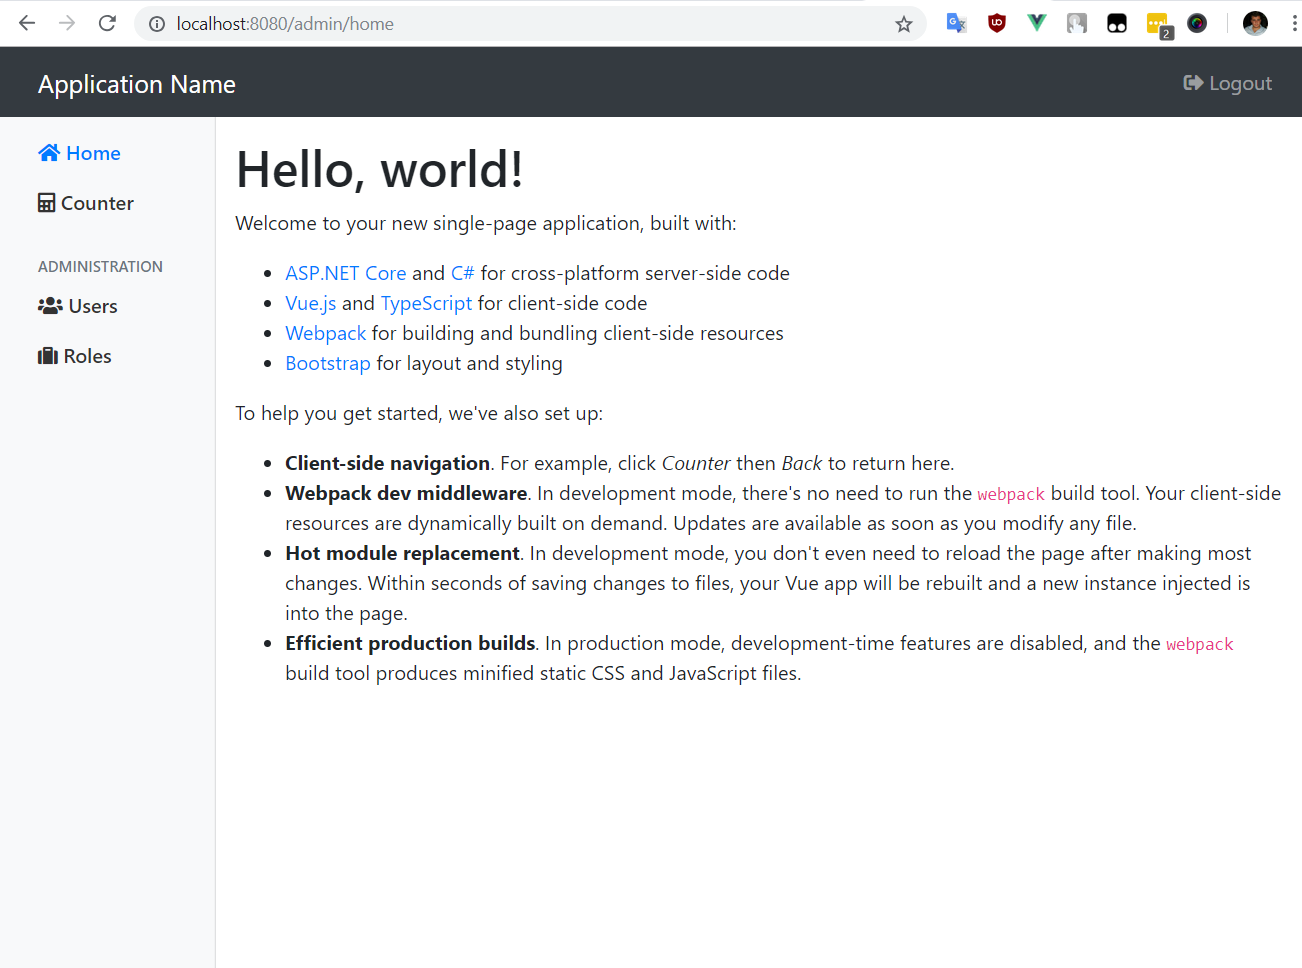 localhost:8080/admin/home
2
Application Name
Logout
Home
Counter
ADMINISTRATION
Users
Roles
Hello, world!
Welcome to your new single-page application, built with:
ASP.NET Core and C# for cross-platform server-side code
Vue.js and TypeScript for client-side code
Webpack for building and bundling client-side resources
Bootstrap for layout and styling
To help you get started, we've also set up:
Client-side navigation. For example, click Counter then Back to return here.
Webpack dev middleware. In development mode, there's no need to run the webpack build tool. Your client-side
resources are dynamically built on demand. Updates are available as soon as you modify any file.
Hot module replacement. In development mode, you don't even need to reload the page after making most
changes. Within seconds of saving changes to files, your Vue app will be rebuilt and a new instance injected is
into the page.
Efficient production builds. In production mode, development-time features are disabled, and the webpack
build tool produces minified static CSS and JavaScript files.